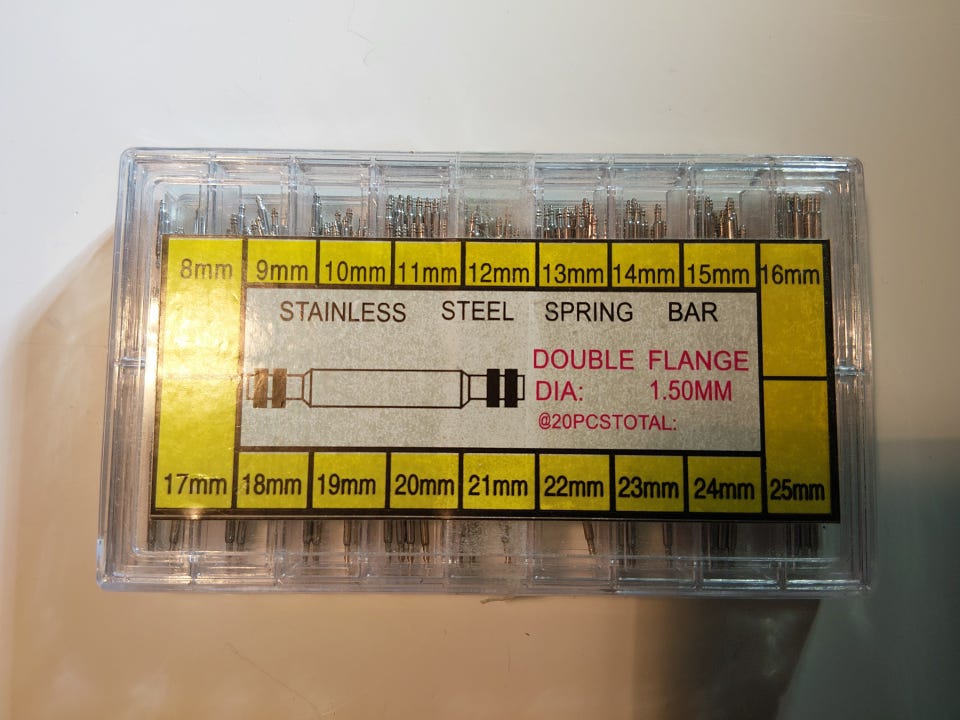 8mm 9mm 10mm 11mm 12mm 13mm 14mm 15mm 16mm
STAINLESS STEEL SPRING BAR
DOUBLE FLANGE
DIA: 1.50MM
@20PCSTOTAL:
17mm 18mm 19mm 20mm 21mm 22mm 23mm 24mm 25mm